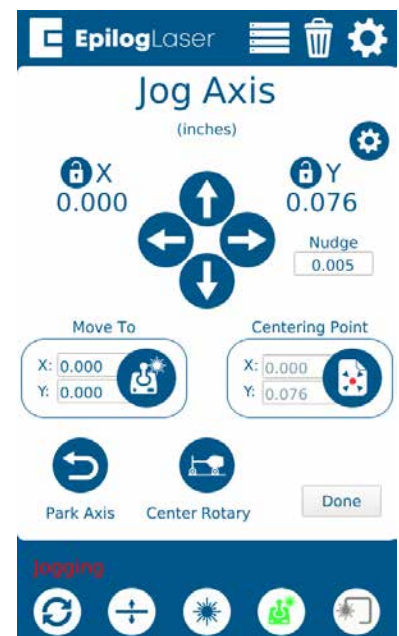 EpilogLaser
Jog Axis
(inches)
X
0.000
Y
0.076
Nudge
0.005
Move To
X: 0.000
Y: 0.000
Centering Point
X: 0.000
Y: 0.076
Park Axis
Center Rotary
Done
Jogging